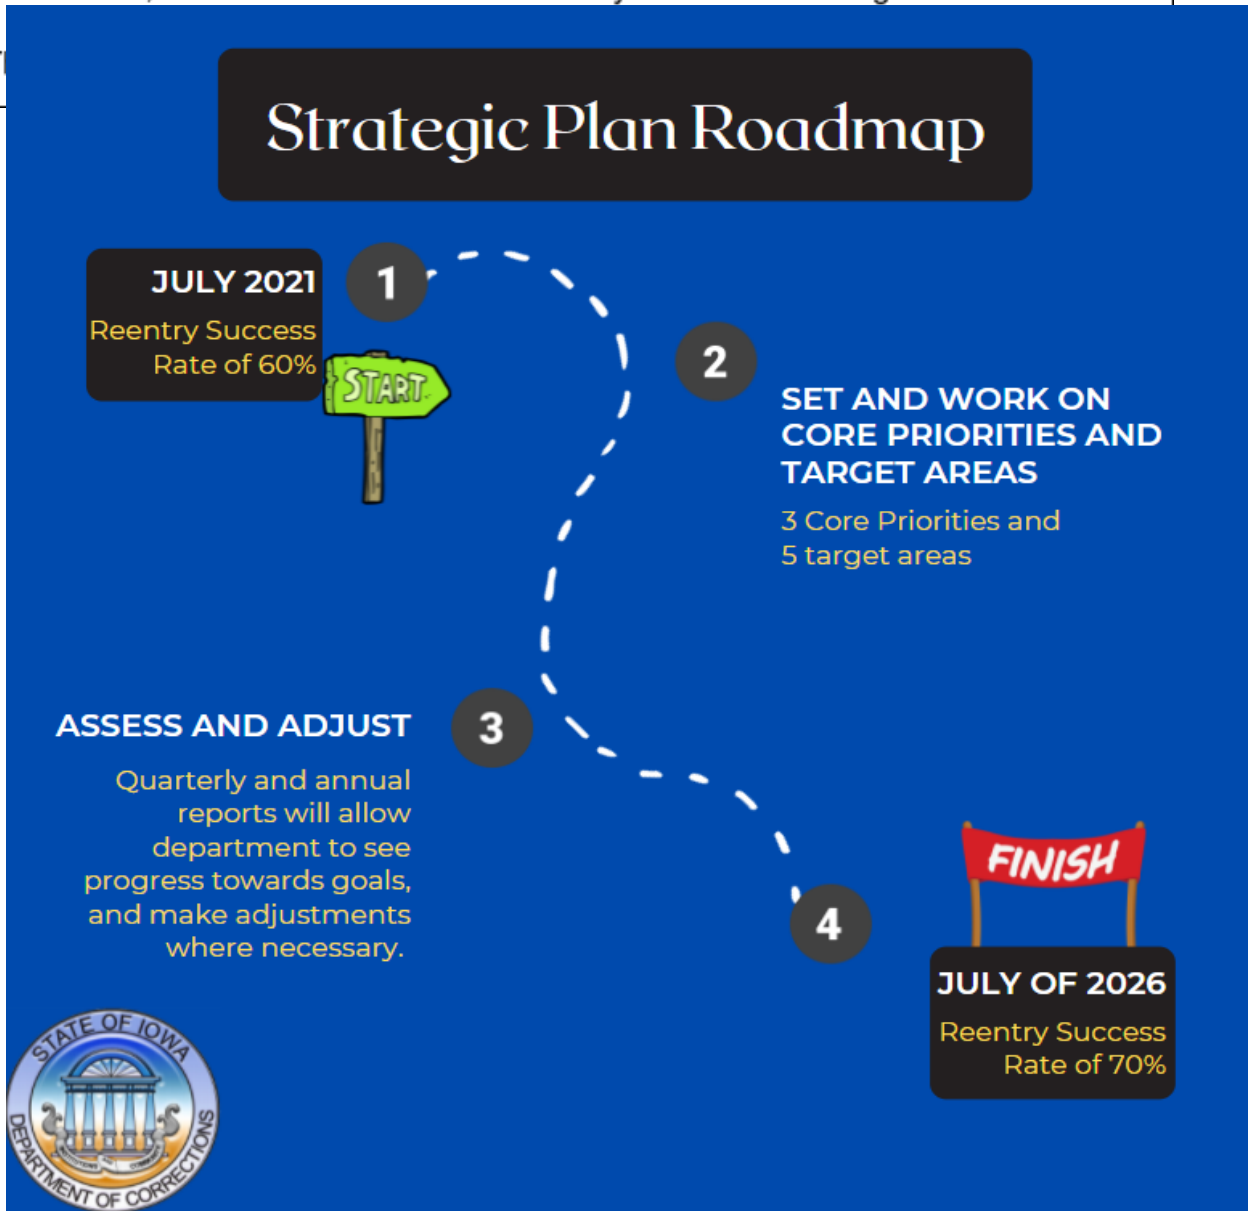 Strategic Plan Roadmap
JULY 2021
Reentry Success
Rate of 60%
1
START
2
SET AND WORK ON
CORE PRIORITIES AND
TARGET AREAS
3 Core Priorities and
5 target areas
ASSESS AND ADJUST
3
Quarterly and annual
reports will allow
department to see
progress towards goals,
and make adjustments
where necessary.
4
FINISH
JULY OF 2026
Reentry Success
Rate of 70%
STATE OF IOWA
DEPARTMENT OF CORRECTIONS